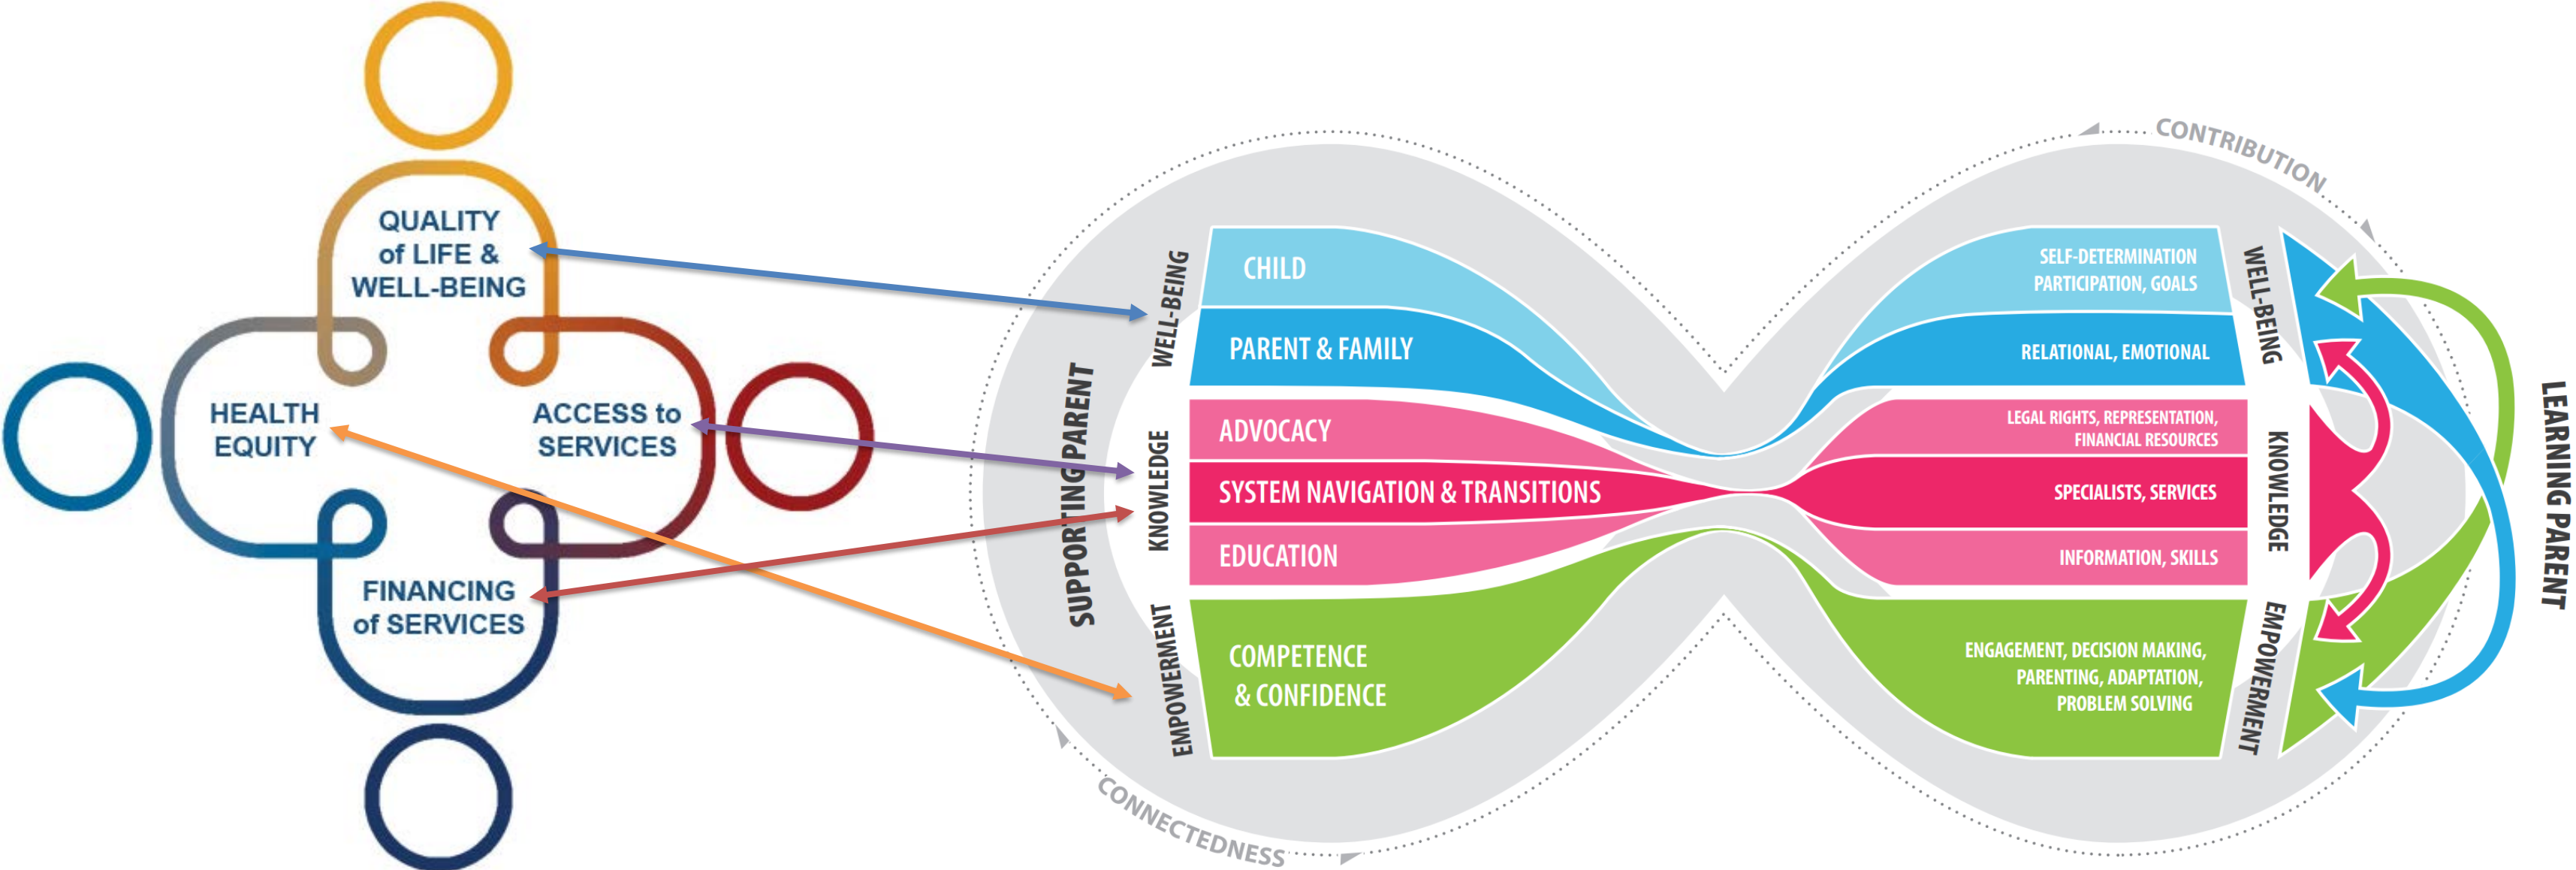 QUALITY
of LIFE &
WELL-BEING
HEALTH
EQUITY
ACCESS to
SERVICES
FINANCING
of SERVICES
SUPPORTING PARENT
WELL-BEING
CHILD
PARENT & FAMILY
KNOWLEDGE
ADVOCACY
SYSTEM NAVIGATION & TRANSITIONS
EDUCATION
EMPOWERMENT
COMPETENCE
& CONFIDENCE
CONNECTEDNESS
CONTRIBUTION
SELF-DETERMINATION
PARTICIPATION, GOALS
RELATIONAL, EMOTIONAL
WELL-BEING
LEGAL RIGHTS, REPRESENTATION,
FINANCIAL RESOURCES
SPECIALISTS, SERVICES
INFORMATION, SKILLS
KNOWLEDGE
ENGAGEMENT, DECISION MAKING,
PARENTING, ADAPTATION,
PROBLEM SOLVING
EMPOWERMENT
LEARNING PARENT